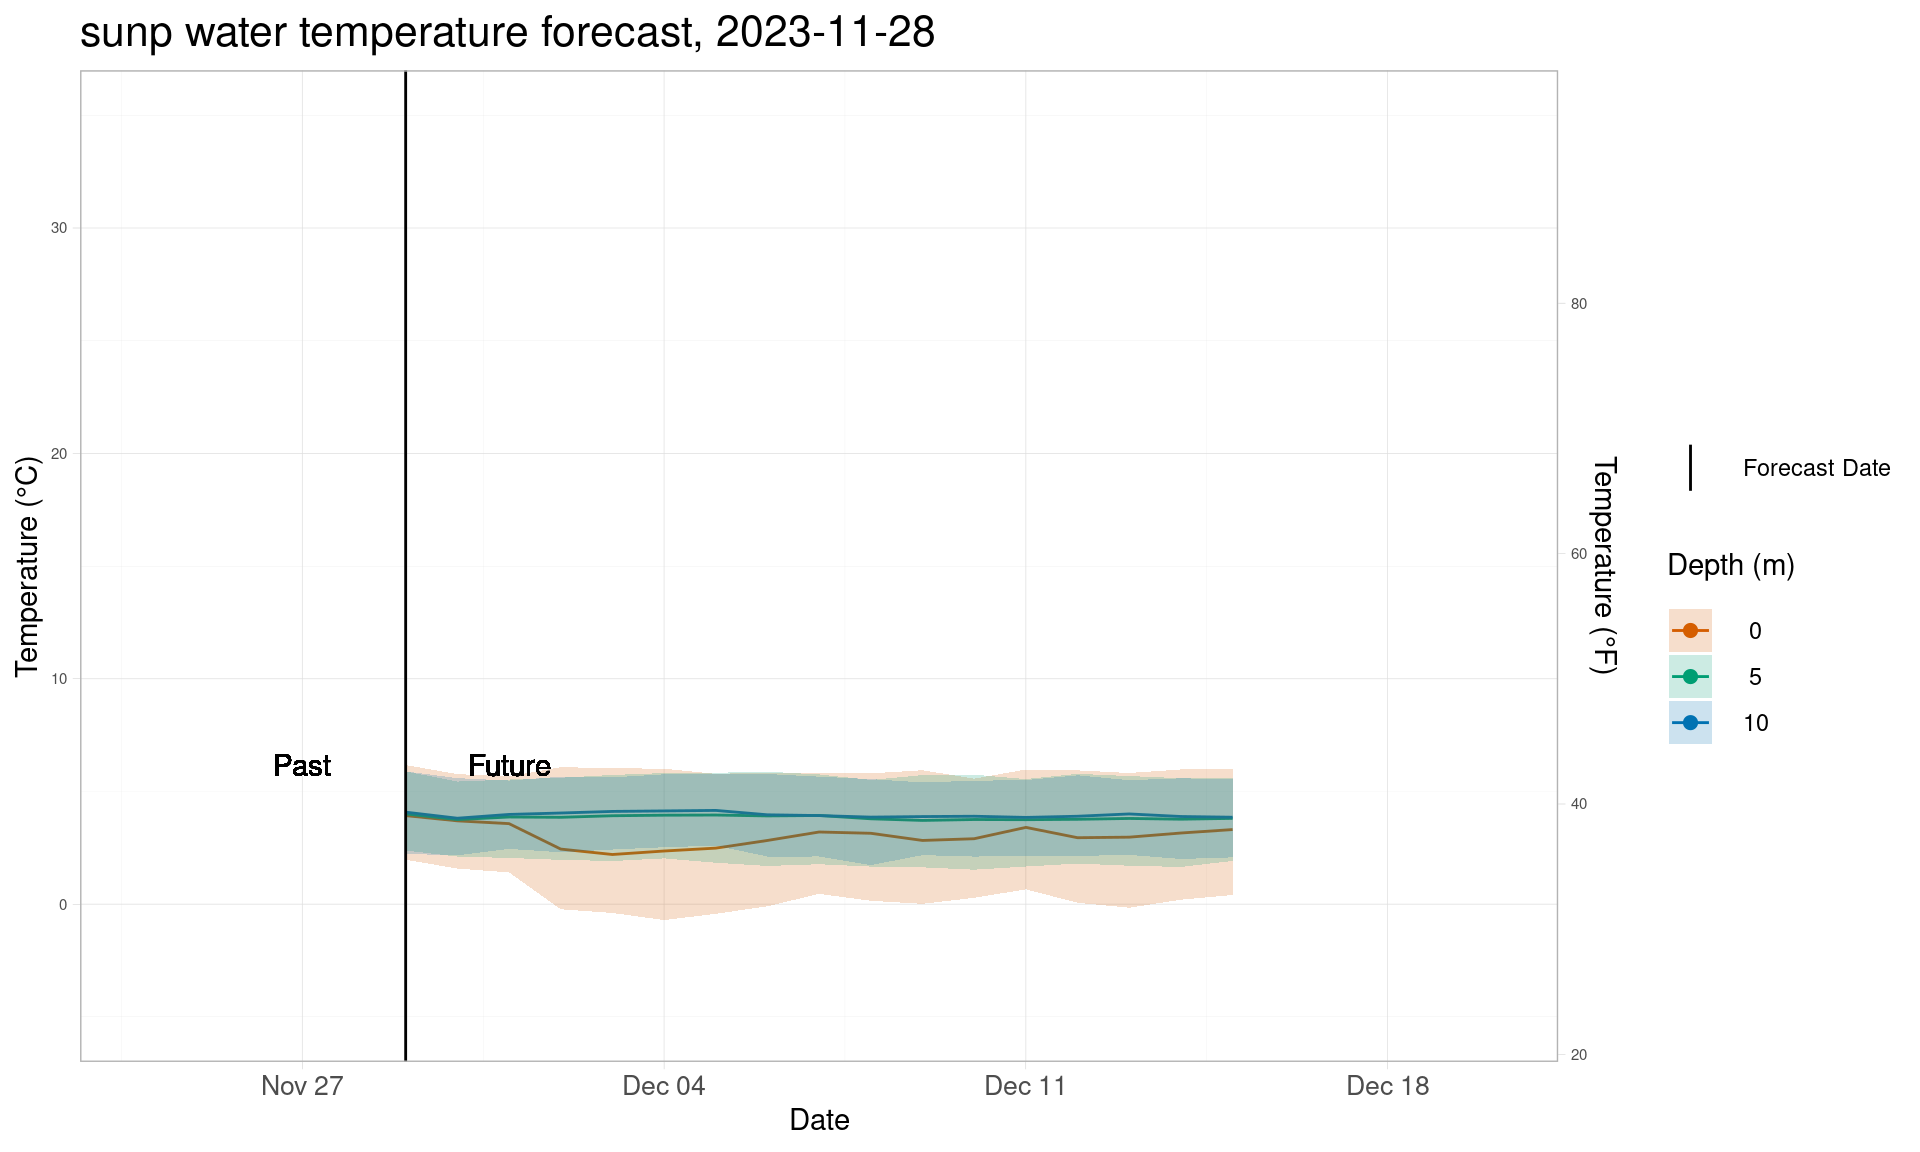 sunp water temperature forecast, 2023-11-28
30
20
10
0
Temperature (°C)
Past
Future
80
60
40
20
Temperature (°F)
Nov 27
Dec 04
Dec 11
Dec 18
Date
Forecast Date
Depth (m)
0
5
10